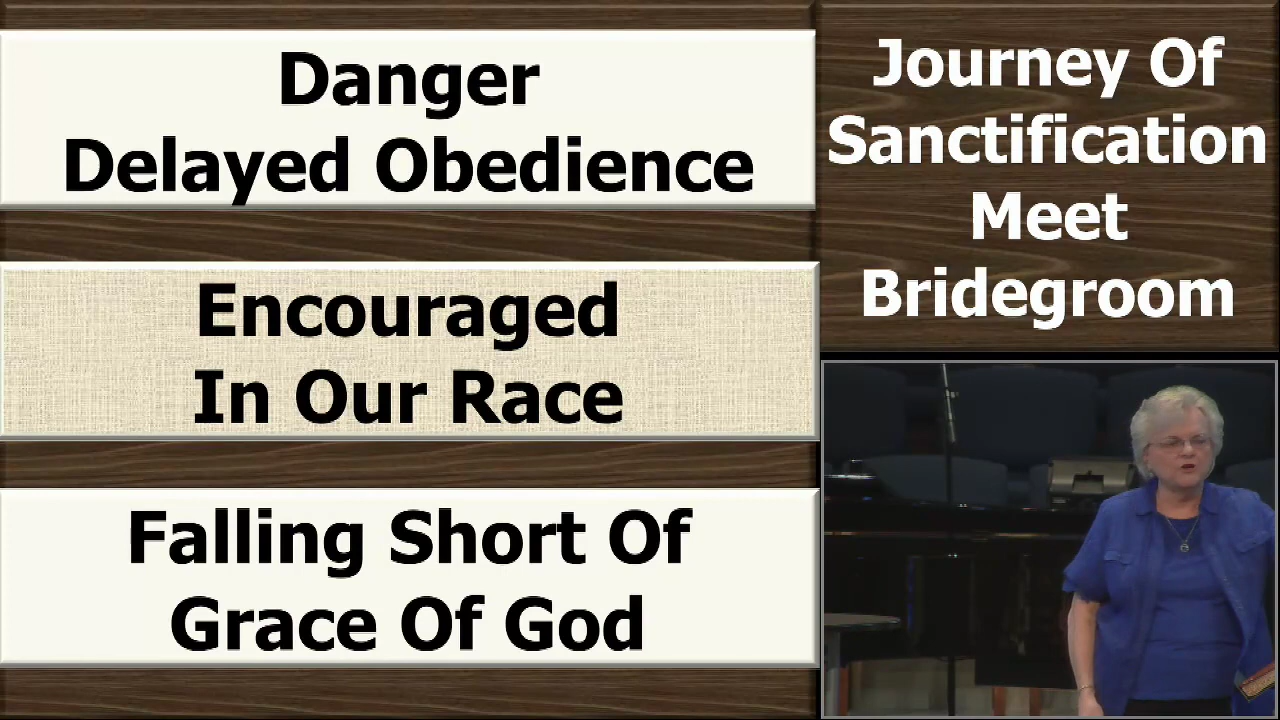 Danger
Delayed Obedience
Encouraged
In Our Race
Falling Short Of
Grace Of God
Journey Of
Sanctification
Meet
Bridegroom